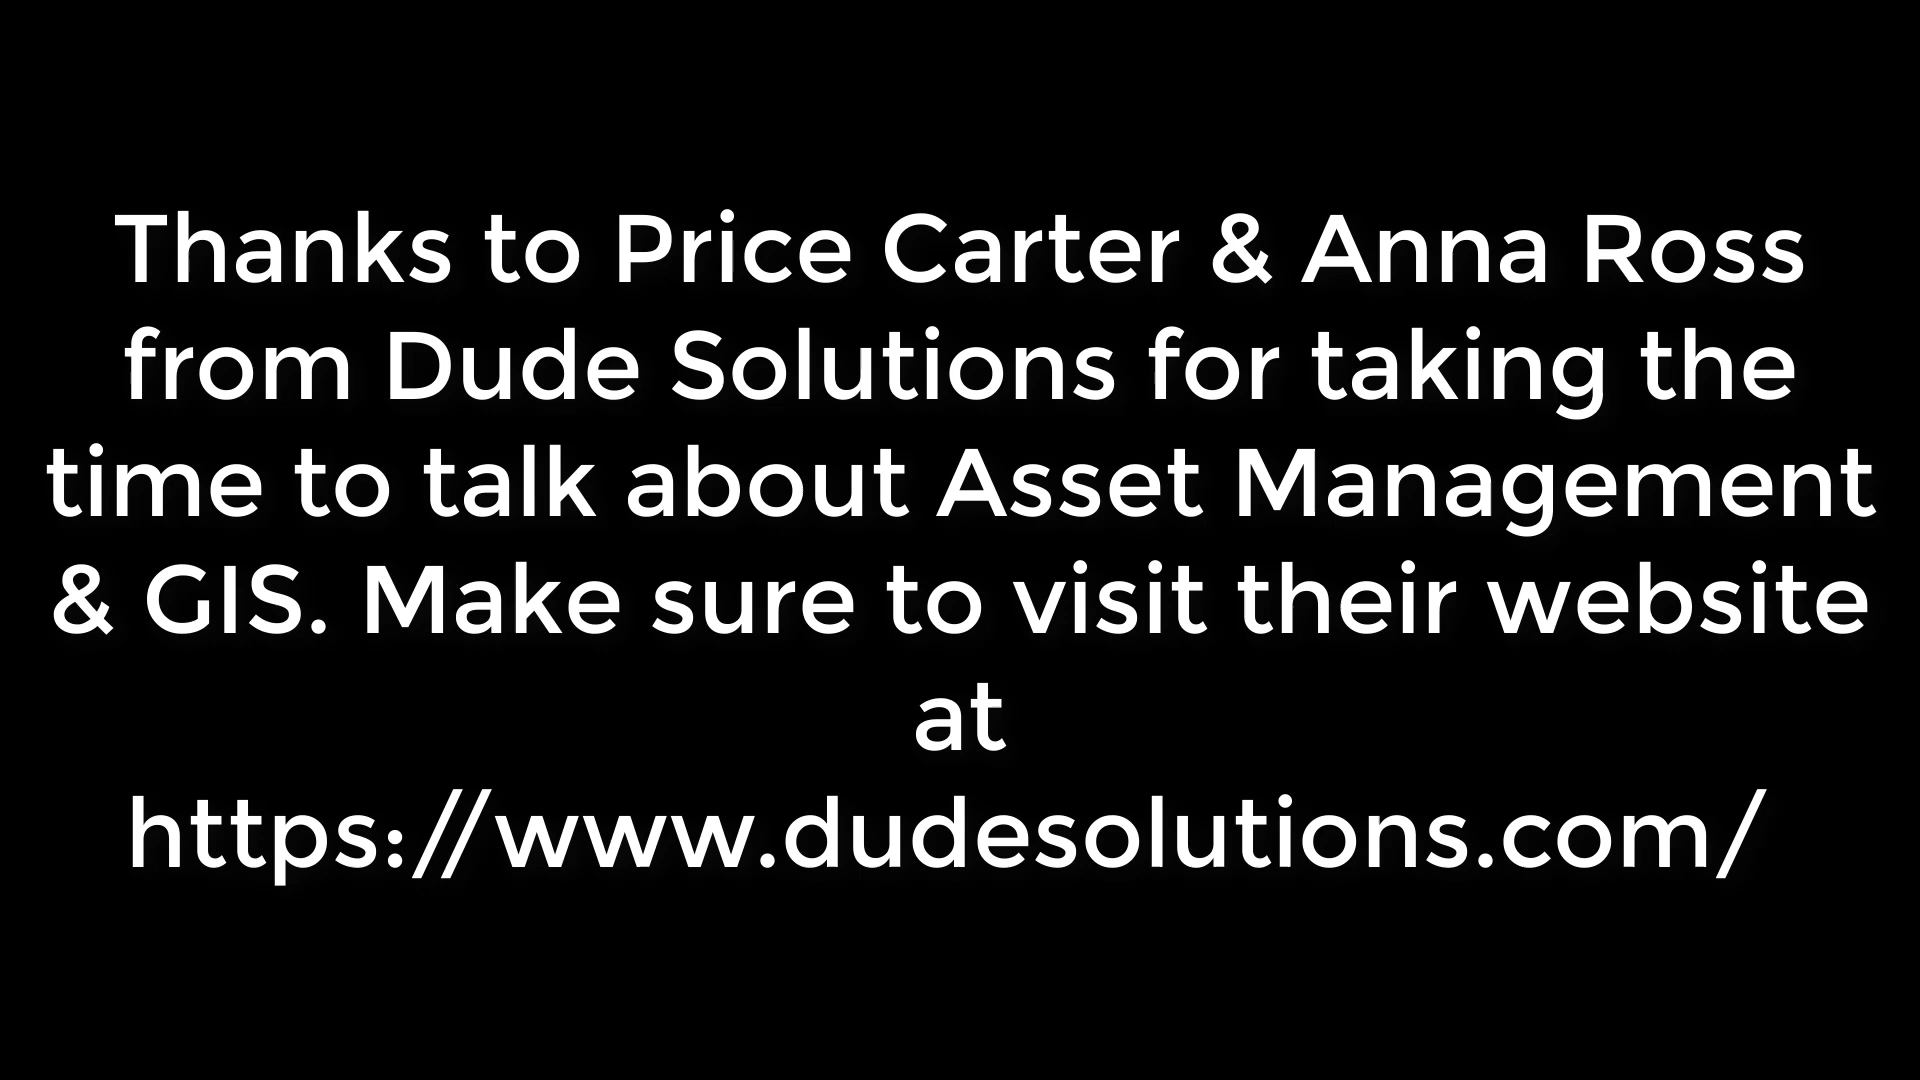 Thanks to Price Carter & Anna Ross
from Dude Solutions for taking the
time to talk about Asset Management
& GIS. Make sure to visit their website
at
https://www.dudesolutions.com/